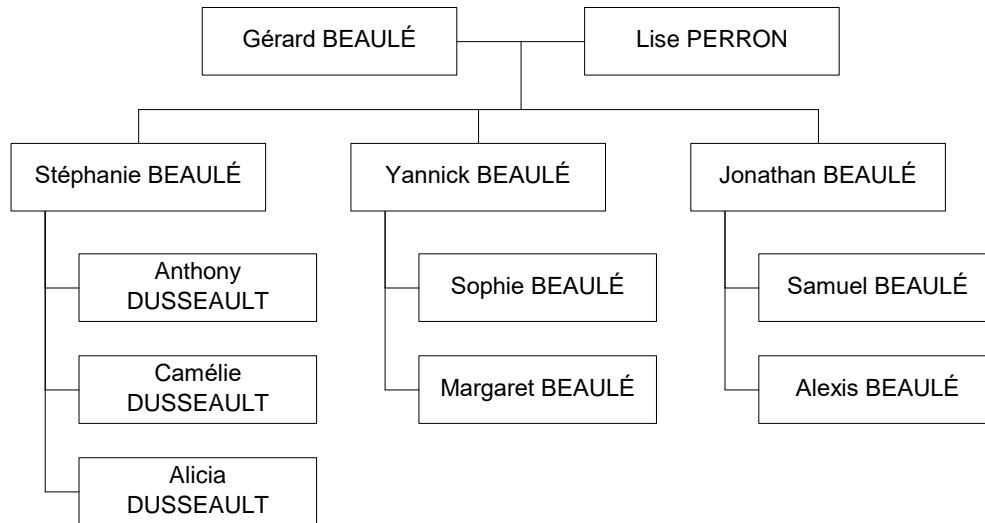 Gérard BEAULÉ
Lise PERRON
Stéphanie BEAULÉ
Yannick BEAULÉ
Jonathan BEAULÉ
Anthony
DUSSEAULT
Camélie
DUSSEAULT
Alicia
DUSSEAULT
Sophie BEAULÉ
Margaret BEAULÉ
Samuel BEAULÉ
Alexis BEAULÉ